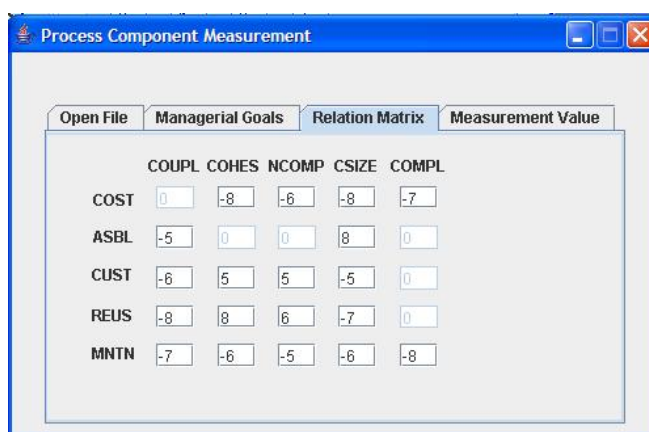 Process Component Measurement
Open File Managerial Goals Relation Matrix Measurement Value
COUPL COHES NCOMP CSIZE COMPL
COST 0 -8 -6 -8 -7
ASBL -5 0 0 8 0
CUST -6 5 5 -5 0
REUS -8 8 6 -7 0
MNTN -7 -6 -5 -6 -8